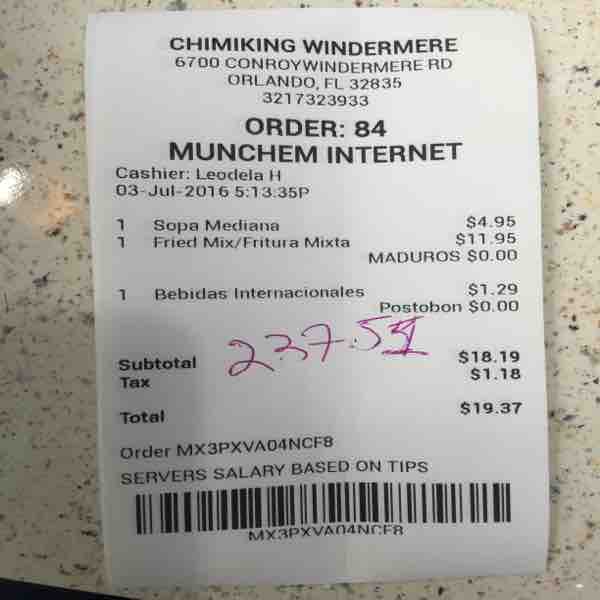 CHIMIKING WINDERMERE
6700 CONROYWINDERMERE RD
ORLANDO, FL 32835
3217323933
ORDER: 84
MUNCHEM INTERNET
Cashier: Leodela H
03-Jul-2016 5:13:35P
1 Sopa Mediana $4.95
1 Fried Mix/Fritura Mixta $11.95
MADUROS $0.00
1 Bebidas Internacionales $1.29
Postobon $0.00
Subtotal $18.19
Tax $1.18
Total $19.37
Order MX3PXVA04NCF8
SERVERS SALARY BASED ON TIPS
MX3PXVA04NCF8